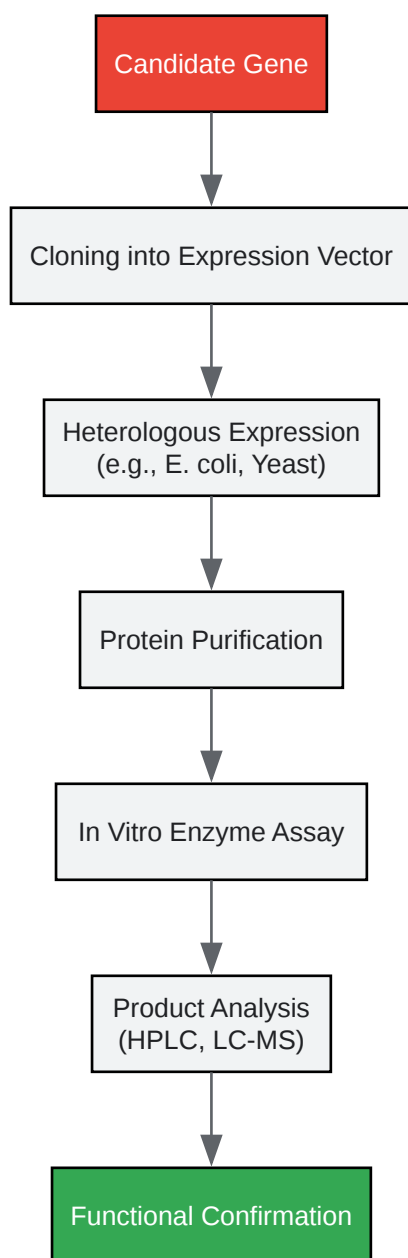 Candidate Gene
Cloning into Expression Vector
Heterologous Expression
(e.g., E. coli, Yeast)
Protein Purification
In Vitro Enzyme Assay
Product Analysis
(HPLC, LC-MS)
Functional Confirmation